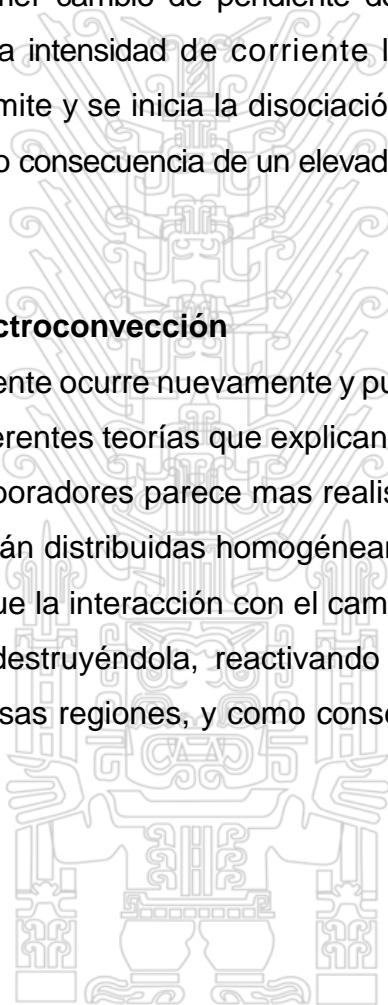 mer cambio de pendiente de
a intensidad de corriente l
mite y se inicia la disociació
o consecuencia de un elevad
ctroconvección
ente ocurre nuevamente y pu
erentes teorías que explican
boradores parece mas realis
án distribuidas homogénear
ue la interacción con el cam
destruyéndola, reactivando
sas regiones, y como conse